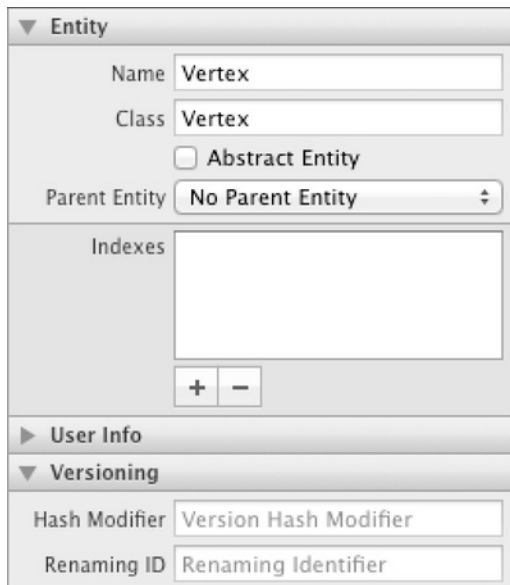 Entity
Name Vertex
Class Vertex
Abstract Entity
Parent Entity No Parent Entity
Indexes
+ −
User Info
Versioning
Hash Modifier Version Hash Modifier
Renaming ID Renaming Identifier